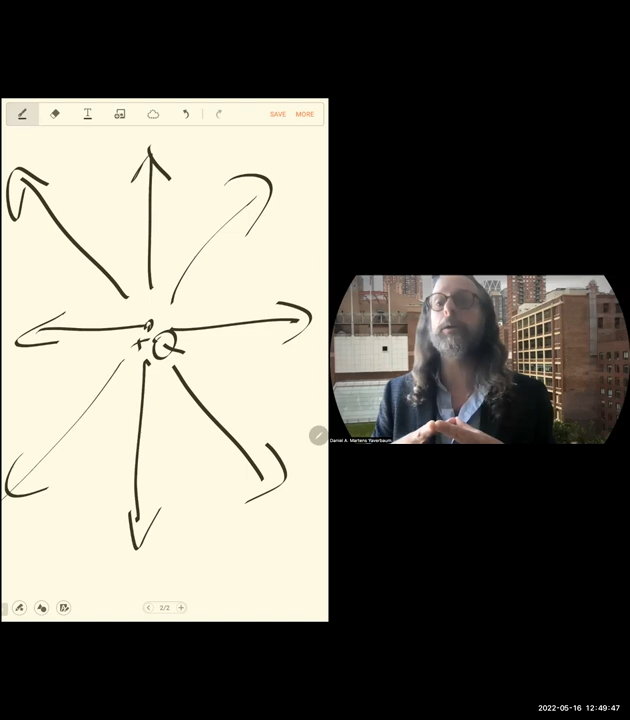 T SAVE MORE
+Q
Daniel A. Martens Yaverbaum
2/2
2022-05-16 12:49:47